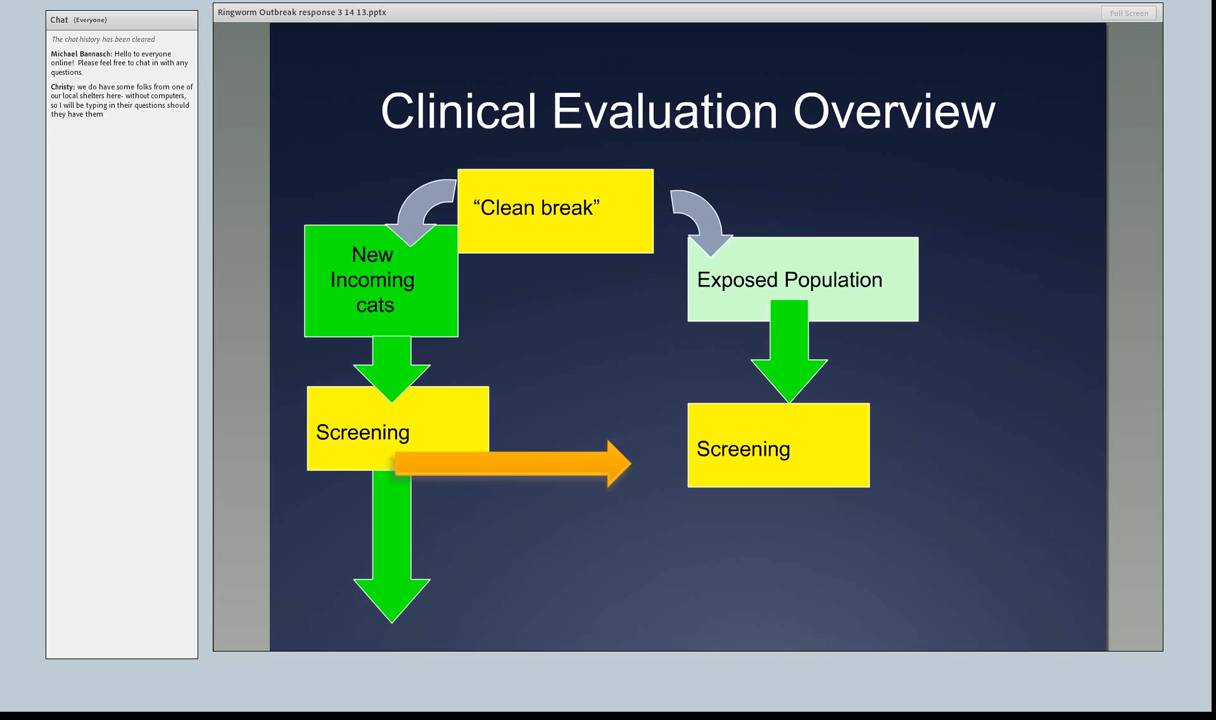 Chat (Everyone)
The chat history has been cleared
Michael Bannasch: Hello to everyone
online! Please feel free to chat in with any
questions.
Christy: we do have some folks from one of
our local shelters here- without computers,
so I will be typing in their questions should
they have them
Ringworm Outbreak response 3 14 13.pptx
Full Screen
Clinical Evaluation Overview
“Clean break”
New
Incoming
cats
Exposed Population
Screening
Screening